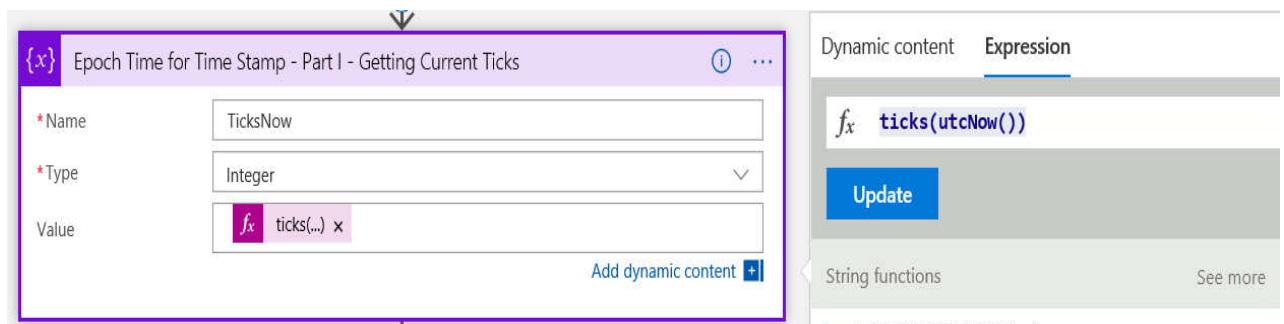 {x} Epoch Time for Time Stamp - Part I - Getting Current Ticks
* Name TicksNow
* Type Integer
Value fx ticks(...) x
Add dynamic content +
Dynamic content Expression
fx ticks(utcNow())
Update
String functions See more